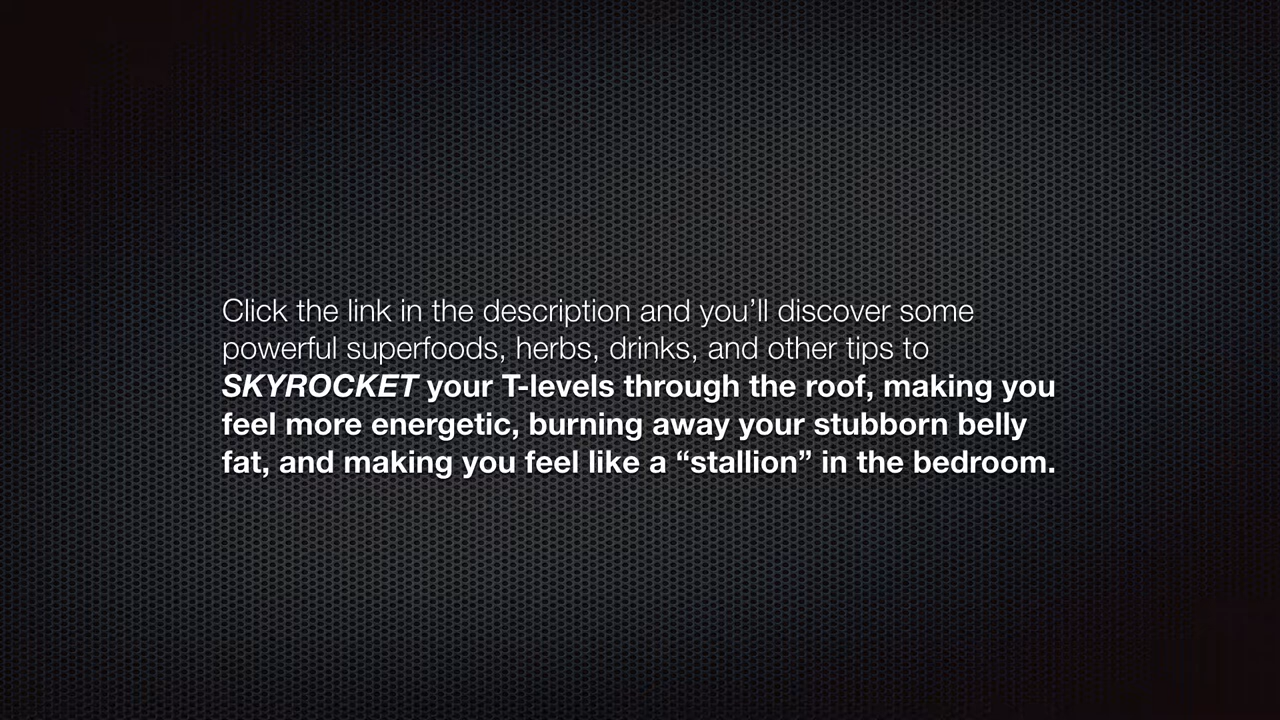 Click the link in the description and you’ll discover some
powerful superfoods, herbs, drinks, and other tips to
SKYROCKET your T-levels through the roof, making you
feel more energetic, burning away your stubborn belly
fat, and making you feel like a “stallion” in the bedroom.